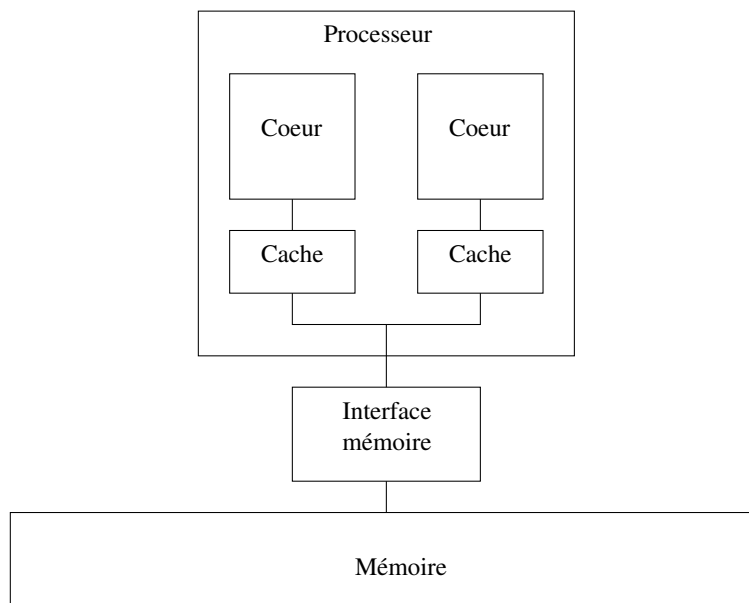 Processeur
Coeur
Coeur
Cache
Cache
Interface
mémoire
Mémoire